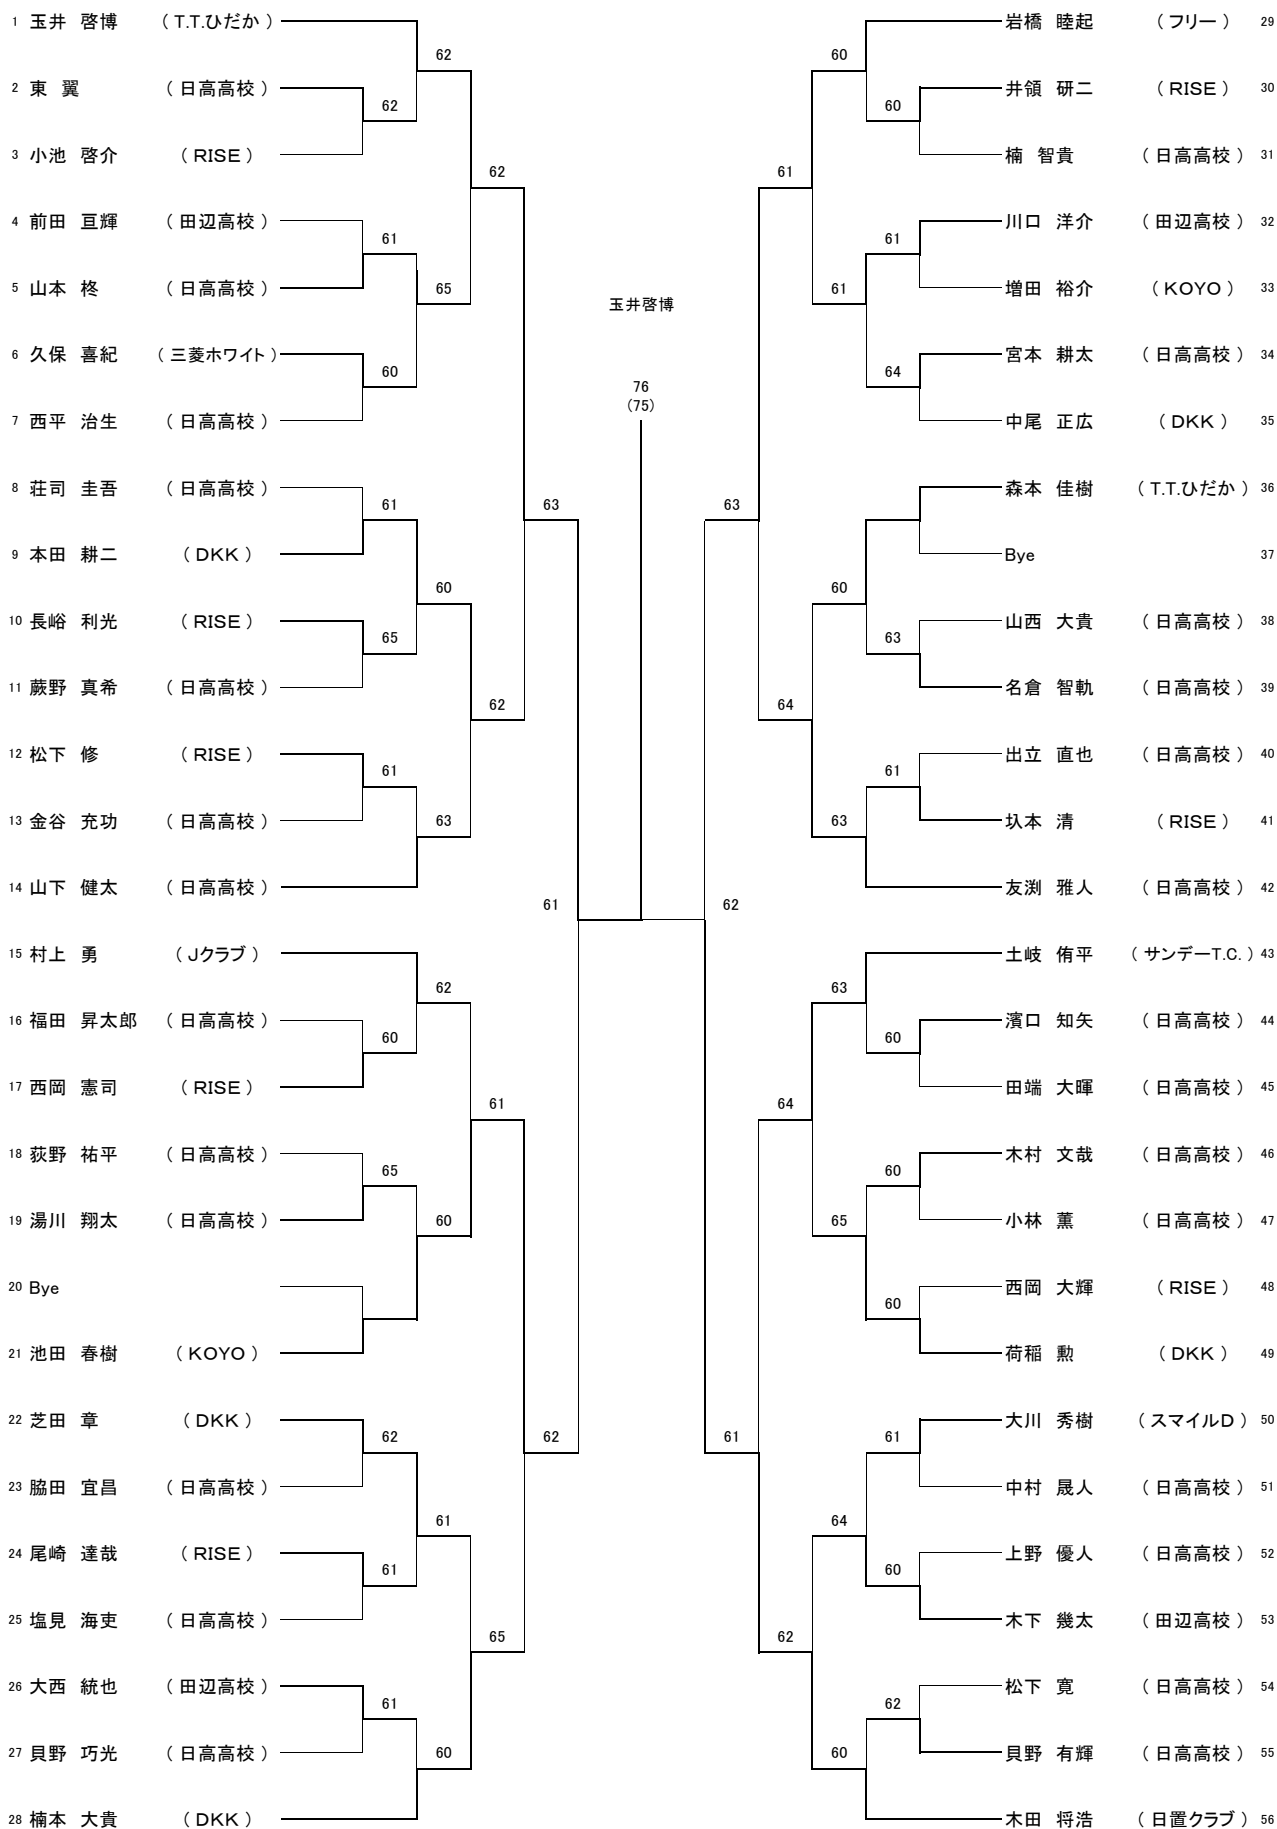 1 玉井 啓博 ( T.T.ひだか )
62
2 東 翼 ( 日高高校 )
62
3 小池 啓介 ( RISE )
62
4 前田 亘輝 ( 田辺高校 )
61
5 山本 柊 ( 日高高校 )
65
6 久保 喜紀 ( 三菱ホワイト )
60
7 西平 治生 ( 日高高校 )
8 荘司 圭吾 ( 日高高校 )
61
63
9 本田 耕二 ( DKK )
60
10 長峪 利光 ( RISE )
65
11 蕨野 真希 ( 日高高校 )
62
12 松下 修 ( RISE )
61
13 金谷 充功 ( 日高高校 )
63
14 山下 健太 ( 日高高校 )
61
15 村上 勇 ( Jクラブ )
62
16 福田 昇太郎 ( 日高高校 )
60
17 西岡 憲司 ( RISE )
61
18 荻野 祐平 ( 日高高校 )
65
19 湯川 翔太 ( 日高高校 )
60
20 Bye
21 池田 春樹 ( KOYO )
22 芝田 章 ( DKK )
62
62
23 脇田 宜昌 ( 日高高校 )
61
24 尾崎 達哉 ( RISE )
61
25 塩見 海吏 ( 日高高校 )
65
26 大西 統也 ( 田辺高校 )
61
27 貝野 巧光 ( 日高高校 )
60
28 楠本 大貴 ( DKK )
玉井啓博
76
(75)
岩橋 睦起 ( フリー ) 29
60
井領 研二 ( RISE ) 30
60
楠 智貴 ( 日高高校 ) 31
61
川口 洋介 ( 田辺高校 ) 32
61
増田 裕介 ( KOYO ) 33
61
宮本 耕太 ( 日高高校 ) 34
64
中尾 正広 ( DKK ) 35
森本 佳樹 ( T.T.ひだか ) 36
63
Bye 37
60
山西 大貴 ( 日高高校 ) 38
63
名倉 智軌 ( 日高高校 ) 39
64
出立 直也 ( 日高高校 ) 40
61
圦本 清 ( RISE ) 41
63
友渕 雅人 ( 日高高校 ) 42
62
土岐 侑平 ( サンデーT.C. ) 43
63
濱口 知矢 ( 日高高校 ) 44
60
田端 大暉 ( 日高高校 ) 45
64
木村 文哉 ( 日高高校 ) 46
60
小林 薫 ( 日高高校 ) 47
65
西岡 大輝 ( RISE ) 48
60
荷稲 勲 ( DKK ) 49
大川 秀樹 ( スマイルD ) 50
61
61
中村 晟人 ( 日高高校 ) 51
64
上野 優人 ( 日高高校 ) 52
60
木下 幾太 ( 田辺高校 ) 53
62
松下 寛 ( 日高高校 ) 54
62
貝野 有輝 ( 日高高校 ) 55
60
木田 将浩 ( 日置クラブ ) 56